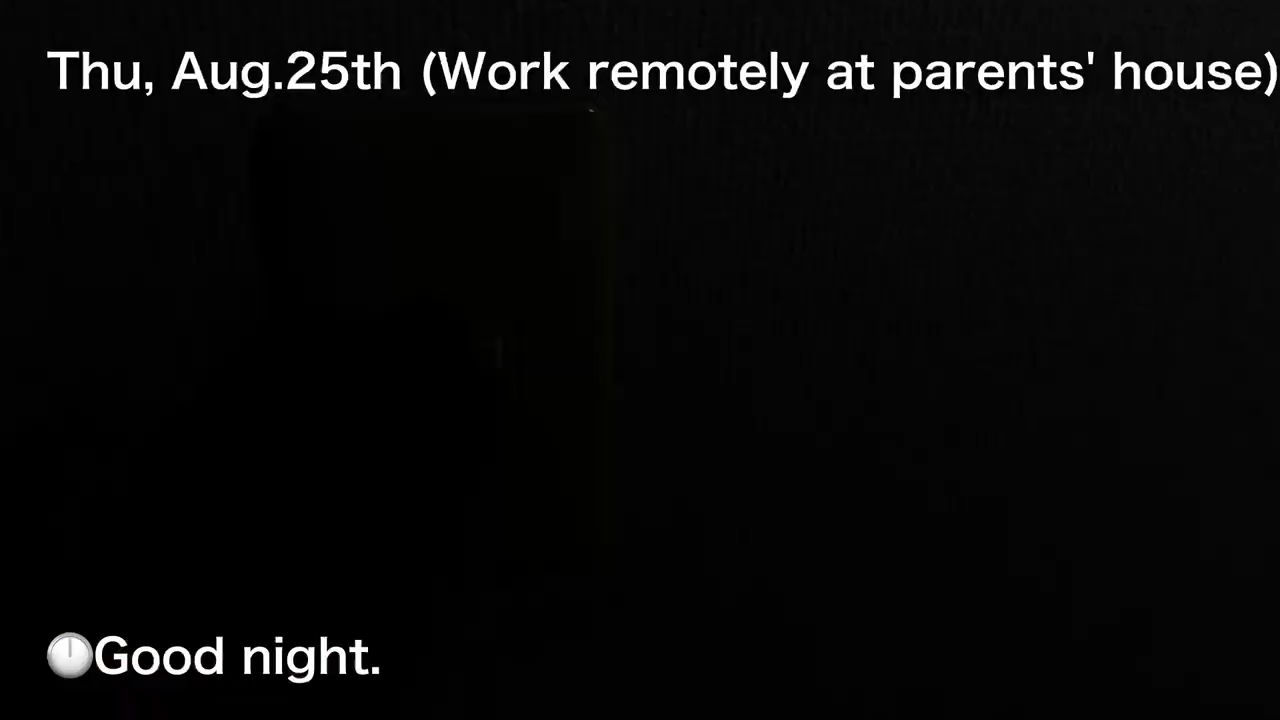 Thu, Aug.25th (Work remotely at parents' house)
🕛Good night.